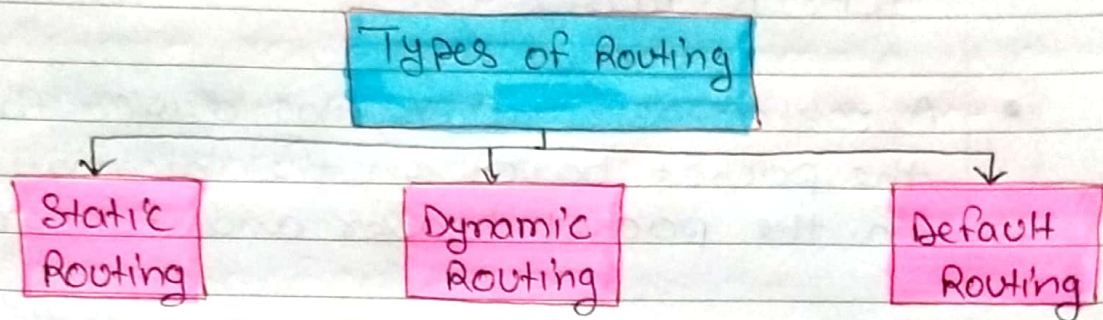 Types of Routing
Static
Routing
Dynamic
Routing
Default
Routing